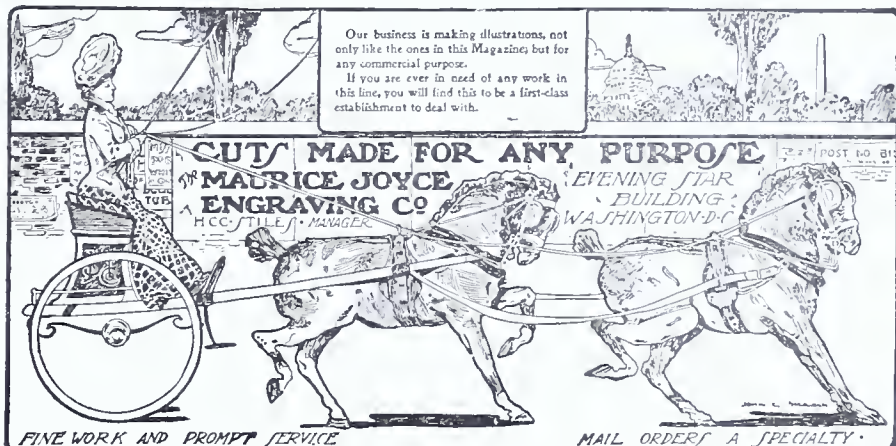 Our business is making illustrations, not
only like the ones in this Magazine; but for
any commercial purpose.
If you are ever in need of any work in
this line, you will find this to be a first-class
establishment to deal with.
CUTS MADE FOR ANY PURPOSE
The MAURICE JOYCE
ENGRAVING Co
H.C.C. STILES · MANAGER
EVENING STAR
BUILDING
WASHINGTON · D · C
POST NO
TUB
FINE WORK AND PROMPT SERVICE
MAIL ORDERS A SPECIALTY ·